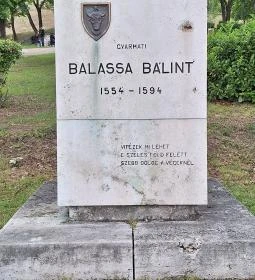 GYARMATI
BALASSA BÁLINT
1554 - 1594
VITÉZEK MI LEHET
E SZÉLES FÖLD FELETT
SZEBB DOLOG A VÉGEKNÉL